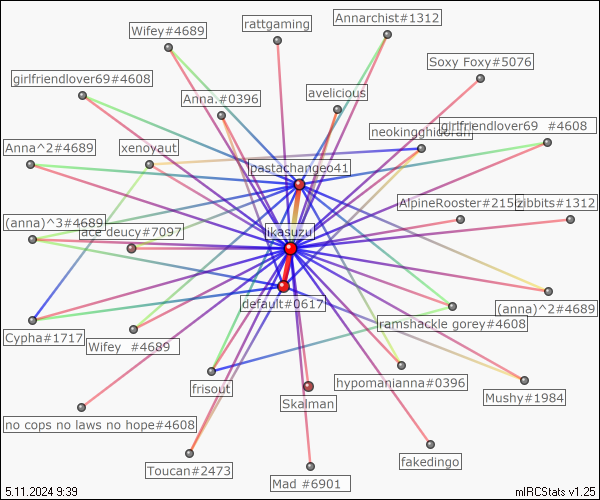 Annarchist#1312
Wifey#4689
rattgaming
Soxy Foxy#5076
girlfriendlover69#4608
avelicious
Anna.#0396
girlfriendlover69   #4608
Anna^2#4689
xenoyaut
bastachangeo41
AlpineRooster#215
zibbits#1312
(anna)^3#4689
ace deucy#7097
ikasuzu
default#0617
(anna)^2#4689
ramshackle gorey#4608
Cypha#1717
Wifey   #4689
frisout
hypomanianna#0396
Skalman
Mushy#1984
no cops no laws no hope#4608
Toucan#2473
fakedingo
Mad #6901
5.11.2024 9:39
mIRCStats v1.25